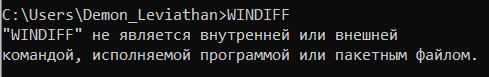 C:\Users\Demon_Leviathan>WINDIFF
"WINDIFF" не является внутренней или внешней
командой, исполняемой программой или пакетным файлом.